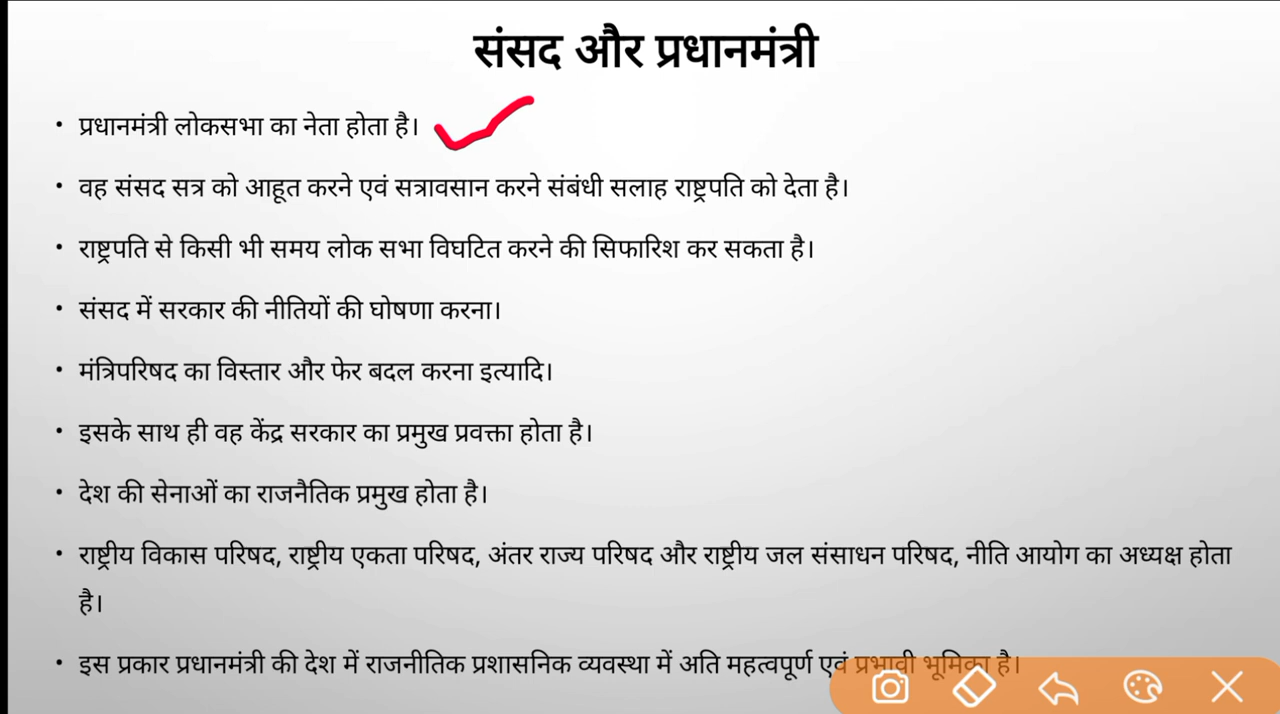 संसद और प्रधानमंत्री
• प्रधानमंत्री लोकसभा का नेता होता है।
• वह संसद सत्र को आहूत करने एवं सत्रावसान करने संबंधी सलाह राष्ट्रपति को देता है।
• राष्ट्रपति से किसी भी समय लोक सभा विघटित करने की सिफारिश कर सकता है।
• संसद में सरकार की नीतियों की घोषणा करना।
• मंत्रिपरिषद का विस्तार और फेर बदल करना इत्यादि।
• इसके साथ ही वह केंद्र सरकार का प्रमुख प्रवक्ता होता है।
• देश की सेनाओं का राजनैतिक प्रमुख होता है।
• राष्ट्रीय विकास परिषद, राष्ट्रीय एकता परिषद, अंतर राज्य परिषद और राष्ट्रीय जल संसाधन परिषद, नीति आयोग का अध्यक्ष होता
है।
• इस प्रकार प्रधानमंत्री की देश में राजनीतिक प्रशासनिक व्यवस्था में अति महत्वपूर्ण एवं प्रभावी भूमिका है।